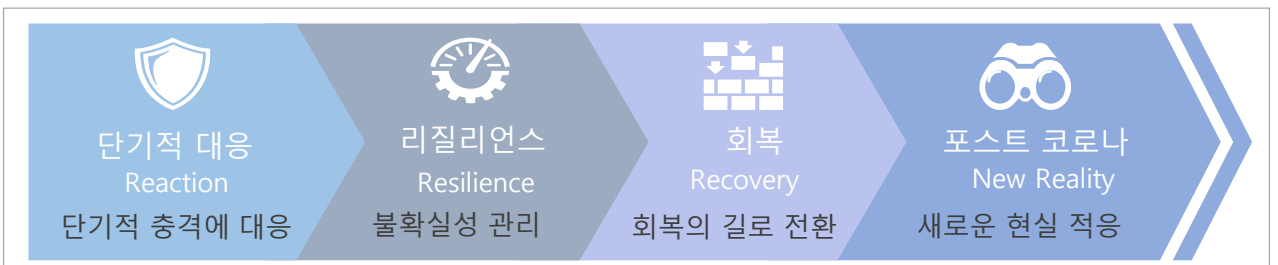 단기적 대응
Reaction
단기적 충격에 대응
리질리언스
Resilience
불확실성 관리
회복
Recovery
회복의 길로 전환
포스트 코로나
New Reality
새로운 현실 적응